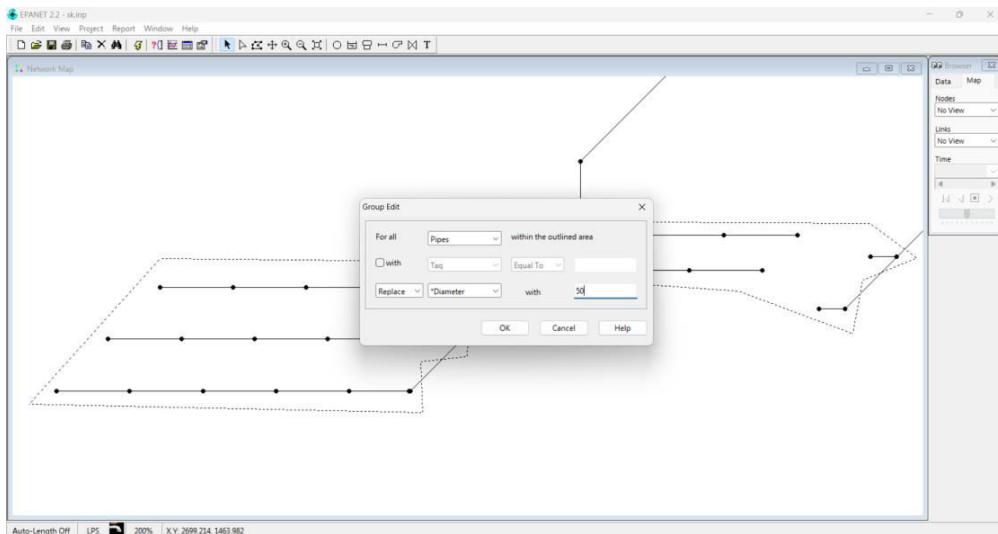 EPANET 2.2 - sk.inp
File Edit View Project Report Window Help
T
Network Map
Browser
Data Map
Nodes
No View
Links
No View
Time
Group Edit
For all Pipes within the outlined area
with Tag Equal To
Replace *Diameter with 50
OK Cancel Help
Auto-Length Off LPS 200% X,Y: 2699.214, 1463.982